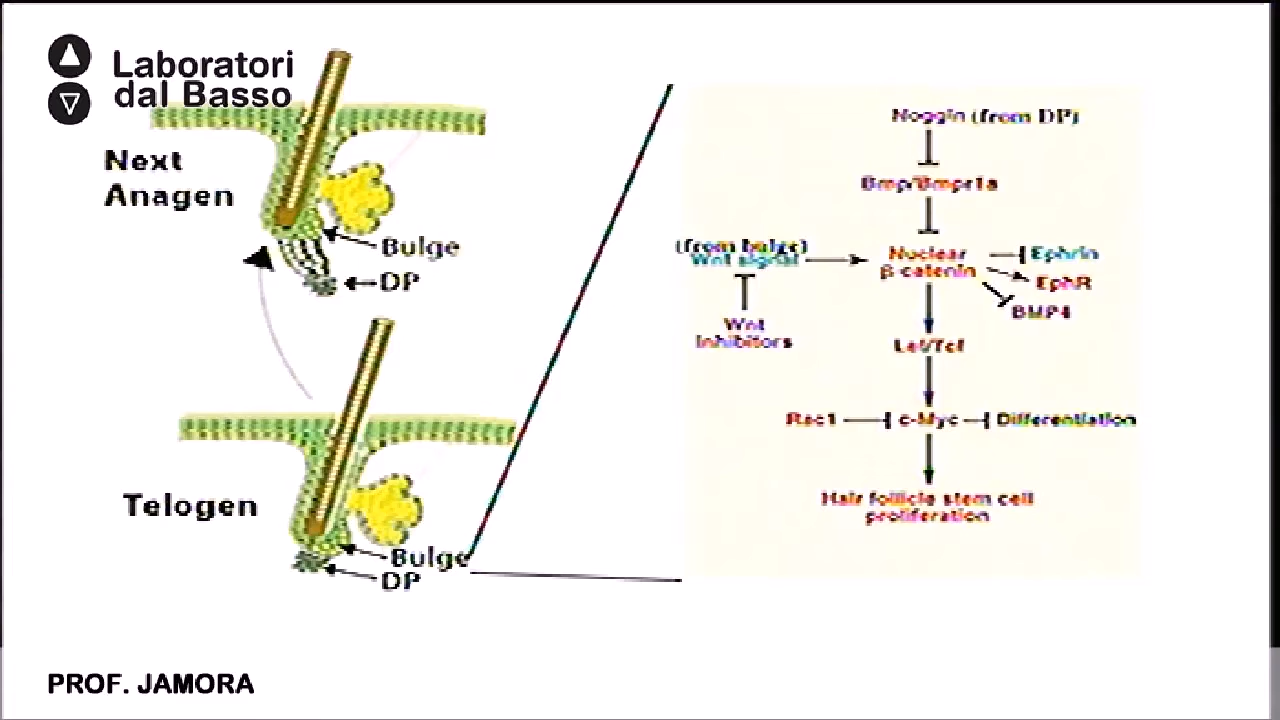 Laboratori
dal Basso
Next
Anagen
Bulge
DP
Telogen
Bulge
DP
Noggin (from DP)
Bmp/Bmpr1a
(from bulge)
Wnt signal
Nuclear
β-catenin
Ephrin
EphR
BMP4
Wnt
Inhibitors
Lef/Tcf
Rac1
c-Myc
Differentiation
Hair follicle stem cell
proliferation
PROF. JAMORA